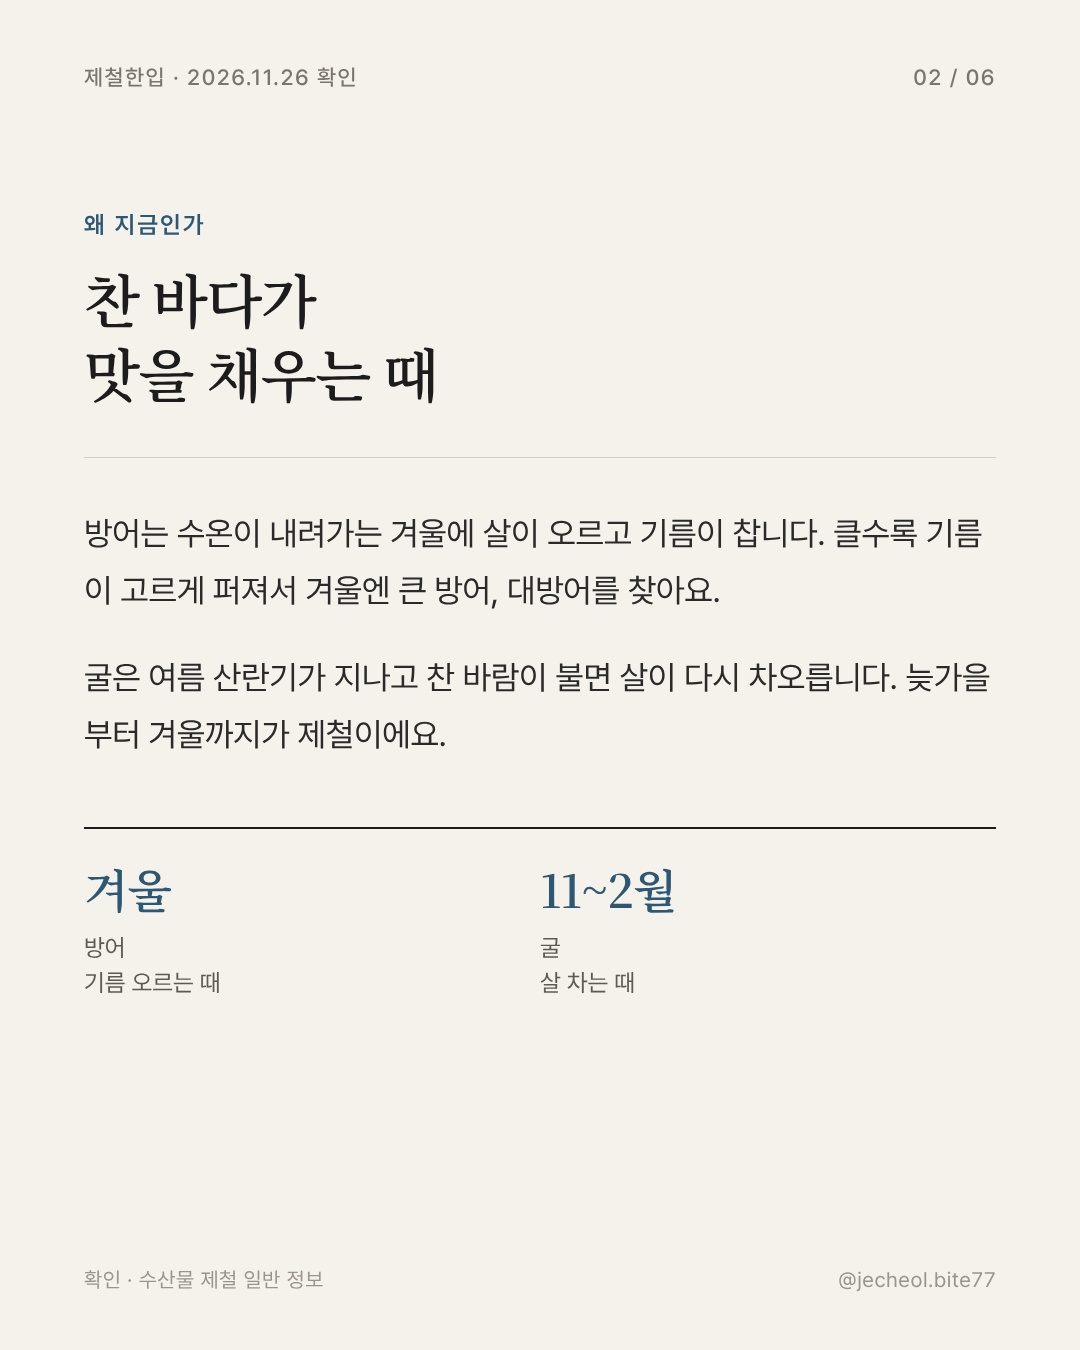 제철한입 · 2026.11.26 확인
02 / 06
왜 지금인가
찬 바다가
맛을 채우는 때
방어는 수온이 내려가는 겨울에 살이 오르고 기름이 찹니다. 클수록 기름
이 고르게 퍼져서 겨울엔 큰 방어, 대방어를 찾아요.
굴은 여름 산란기가 지나고 찬 바람이 불면 살이 다시 차오릅니다. 늦가을
부터 겨울까지가 제철이에요.
겨울
방어
기름 오르는 때
11~2월
굴
살 차는 때
확인 · 수산물 제철 일반 정보
@jecheol.bite77